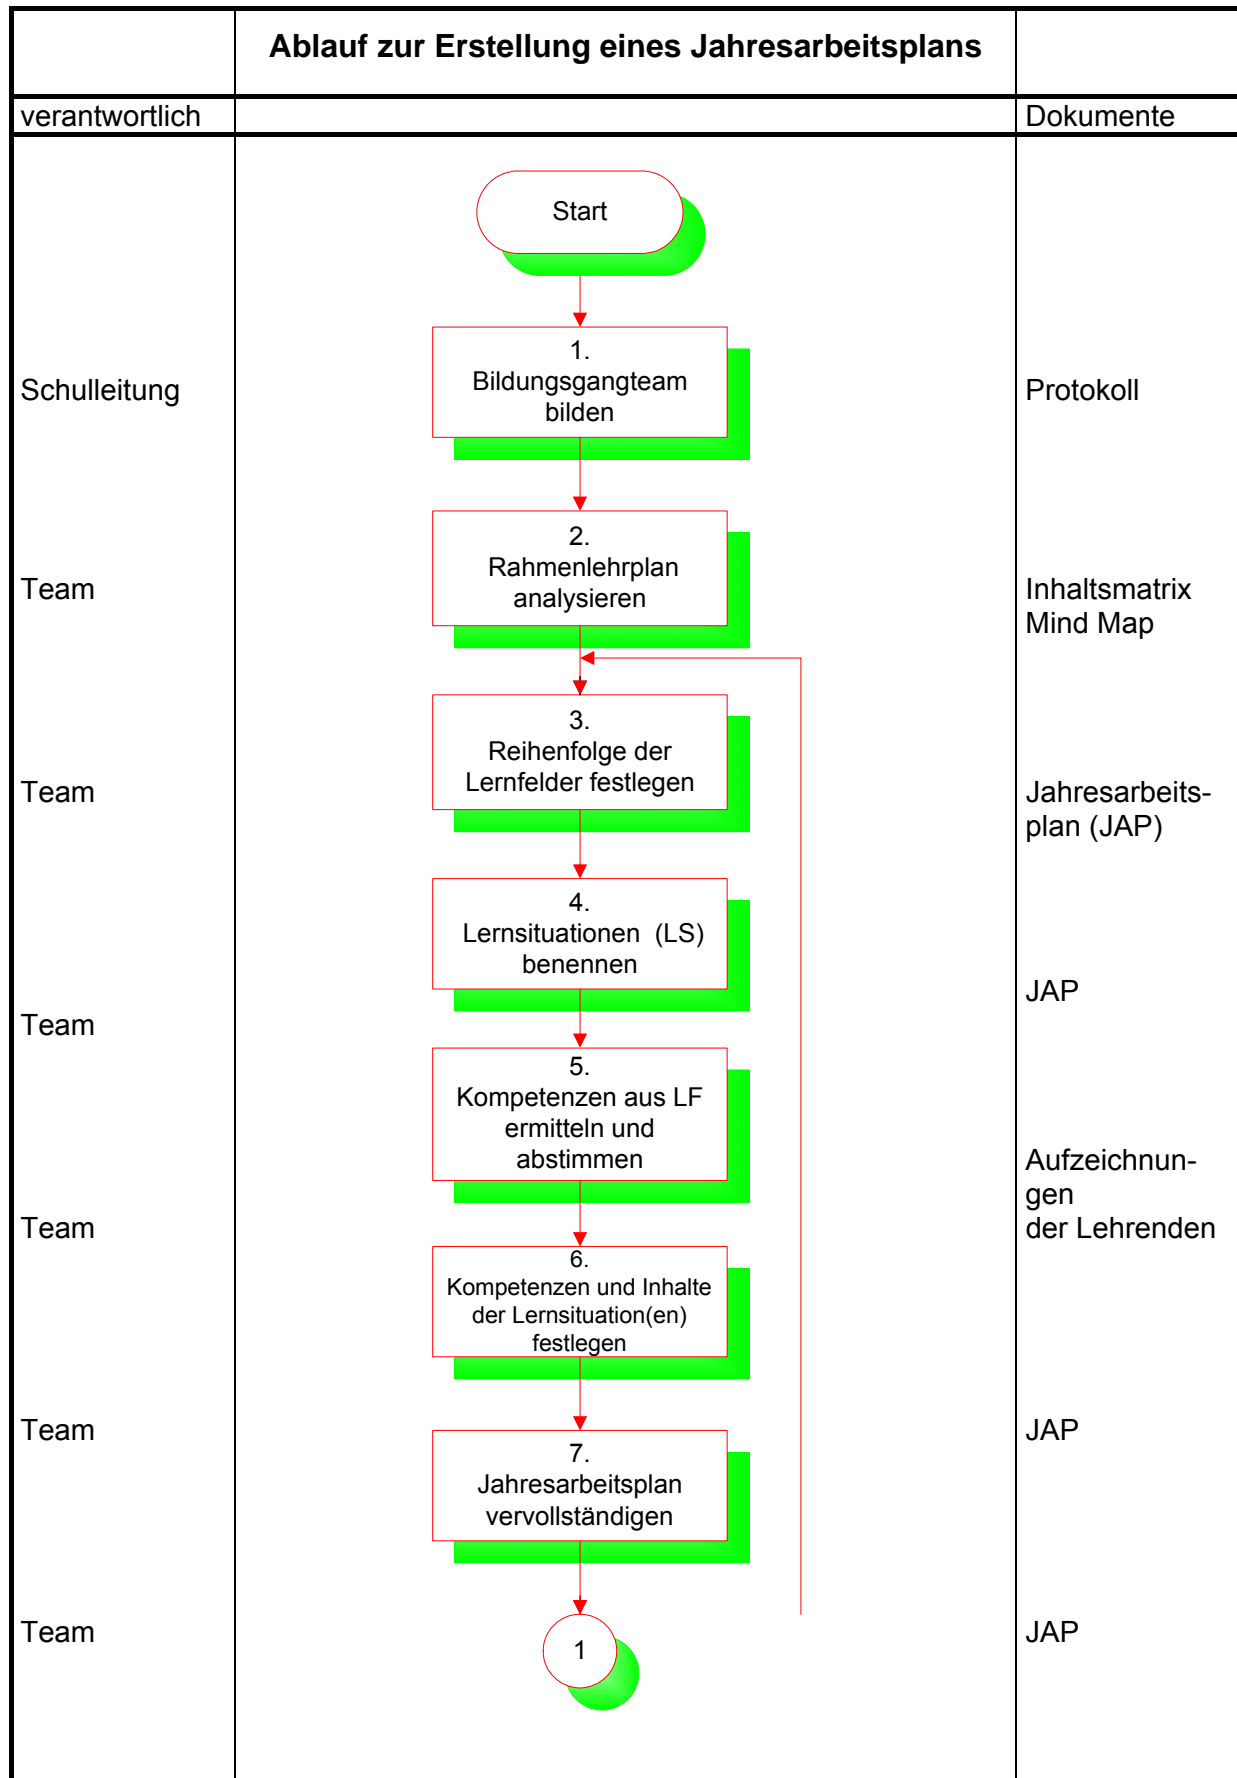 Ablauf zur Erstellung eines Jahresarbeitsplans
verantwortlich
Dokumente
Start
1.
Bildungsgangteam
bilden
Schulleitung
Protokoll
2.
Rahmenlehrplan
analysieren
Team
Inhaltsmatrix
Mind Map
3.
Reihenfolge der
Lernfelder festlegen
Team
Jahresarbeits-
plan (JAP)
4.
Lernsituationen  (LS)
benennen
Team
JAP
5.
Kompetenzen aus LF
ermitteln und
abstimmen
Team
Aufzeichnun-
gen
der Lehrenden
6.
Kompetenzen und Inhalte
der Lernsituation(en)
festlegen
Team
JAP
7.
Jahresarbeitsplan
vervollständigen
Team
JAP
1